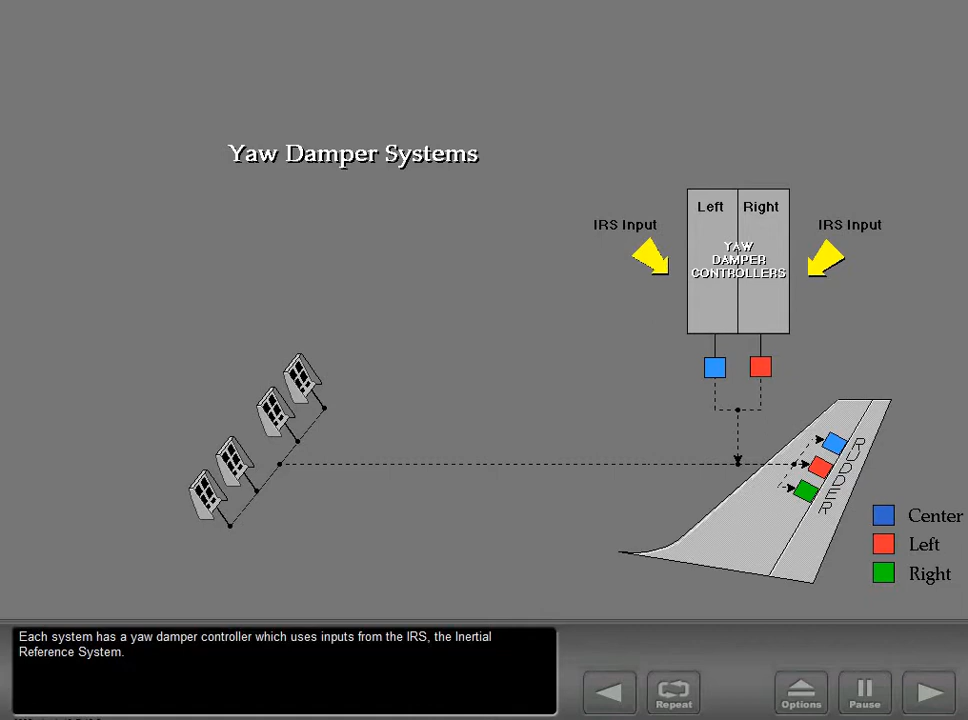 Yaw Damper Systems
Left Right
IRS Input
IRS Input
YAW
DAMPER
CONTROLLERS
RUDDER
Center
Left
Right
Each system has a yaw damper controller which uses inputs from the IRS, the Inertial
Reference System.
Repeat
Options
Pause